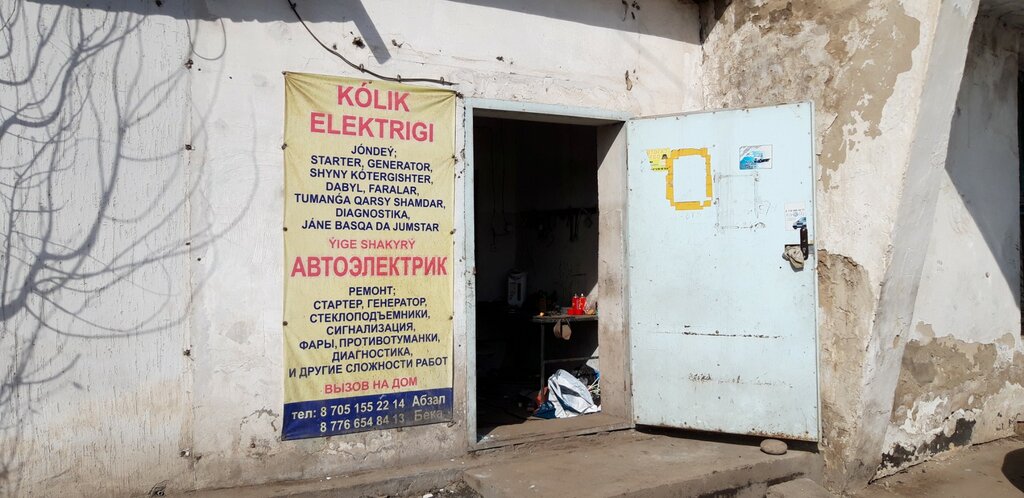 KÓLIK
ELEKTRIGI
JÓNDEÝ;
STARTER, GENERATOR,
SHYNY KÓTERGISHTER,
DABYL, FARALAR,
TUMANǴA QARSY SHAMDAR,
DIAGNOSTIKA,
JÁNE BASQA DA JUMSTAR
ÝIGE SHAKYRÝ
АВТОЭЛЕКТРИК
РЕМОНТ;
СТАРТЕР, ГЕНЕРАТОР,
СТЕКЛОПОДЪЕМНИКИ,
СИГНАЛИЗАЦИЯ,
ФАРЫ, ПРОТИВОТУМАНКИ,
ДИАГНОСТИКА,
И ДРУГИЕ СЛОЖНОСТИ РАБОТ
ВЫЗОВ НА ДОМ
тел: 8 705 155 22 14 Абзал
8 776 654 84 13 Бека